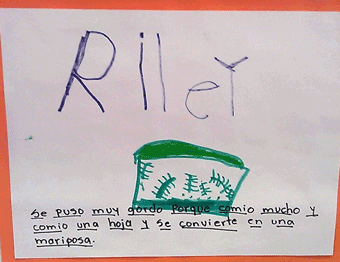 Riley
Se puso muy gordo porque comio mucho y
comio una hoja y se convierte en una
mariposa.